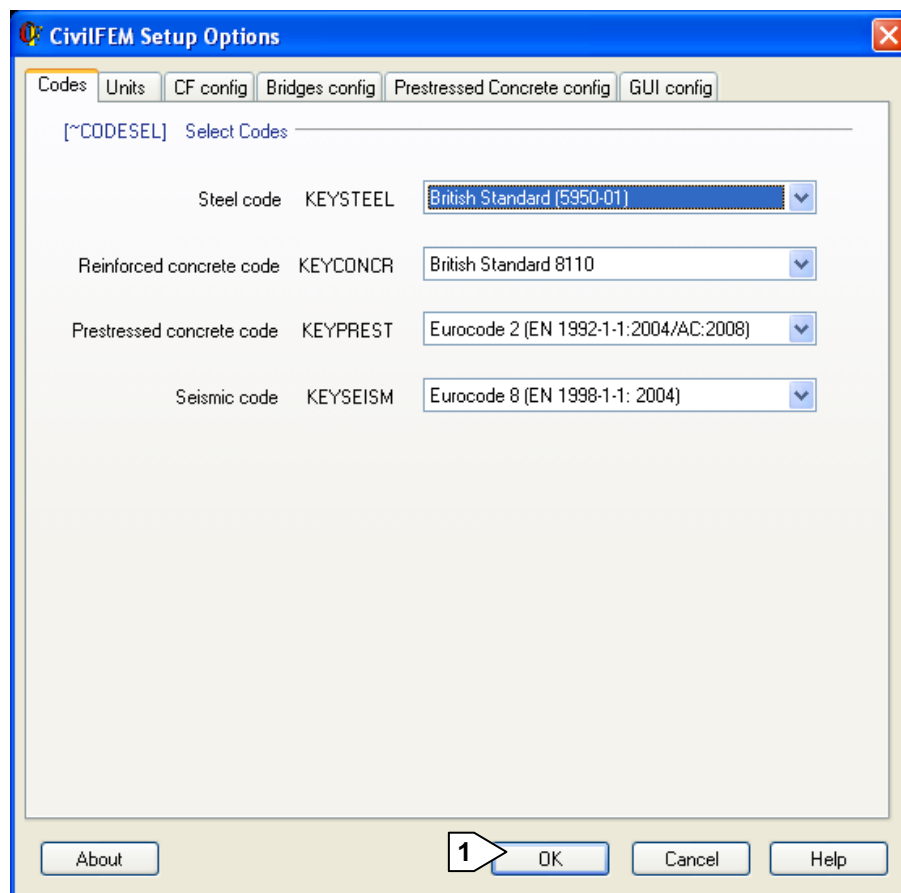 CivilFEM Setup Options
Codes Units CF config Bridges config Prestressed Concrete config GUI config
[~CODESEL] Select Codes
Steel code KEYSTEEL British Standard (5950-01)
Reinforced concrete code KEYCONCR British Standard 8110
Prestressed concrete code KEYPREST Eurocode 2 (EN 1992-1-1:2004/AC:2008)
Seismic code KEYSEISM Eurocode 8 (EN 1998-1-1: 2004)
About 1 OK Cancel Help